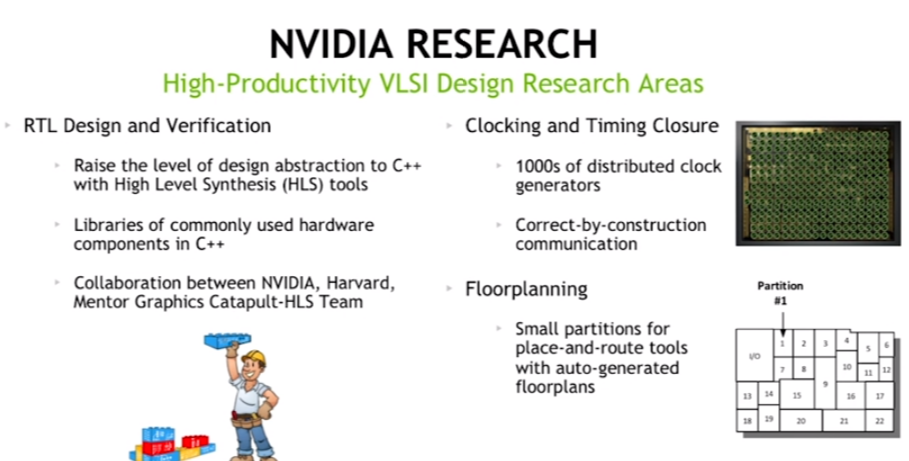 NVIDIA RESEARCH
High-Productivity VLSI Design Research Areas
RTL Design and Verification
Raise the level of design abstraction to C++
with High Level Synthesis (HLS) tools
Libraries of commonly used hardware
components in C++
Collaboration between NVIDIA, Harvard,
Mentor Graphics Catapult-HLS Team
Clocking and Timing Closure
1000s of distributed clock
generators
Correct-by-construction
communication
Floorplanning
Small partitions for
place-and-route tools
with auto-generated
floorplans
Partition
#1
I/O 1 2 3 4 5 6
7 8 9 10 11 12
13 14 15 16 17
18 19 20 21 22